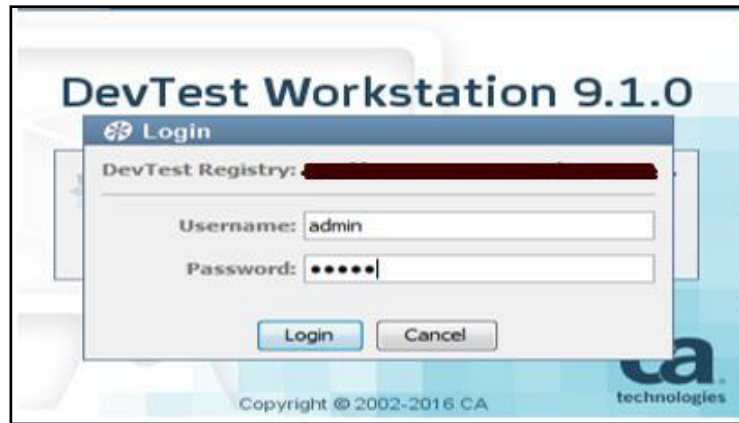 DevTest Workstation 9.1.0
Login
DevTest Registry:
Username: admin
Password: •••••
Login Cancel
ca
technologies
Copyright © 2002-2016 CA